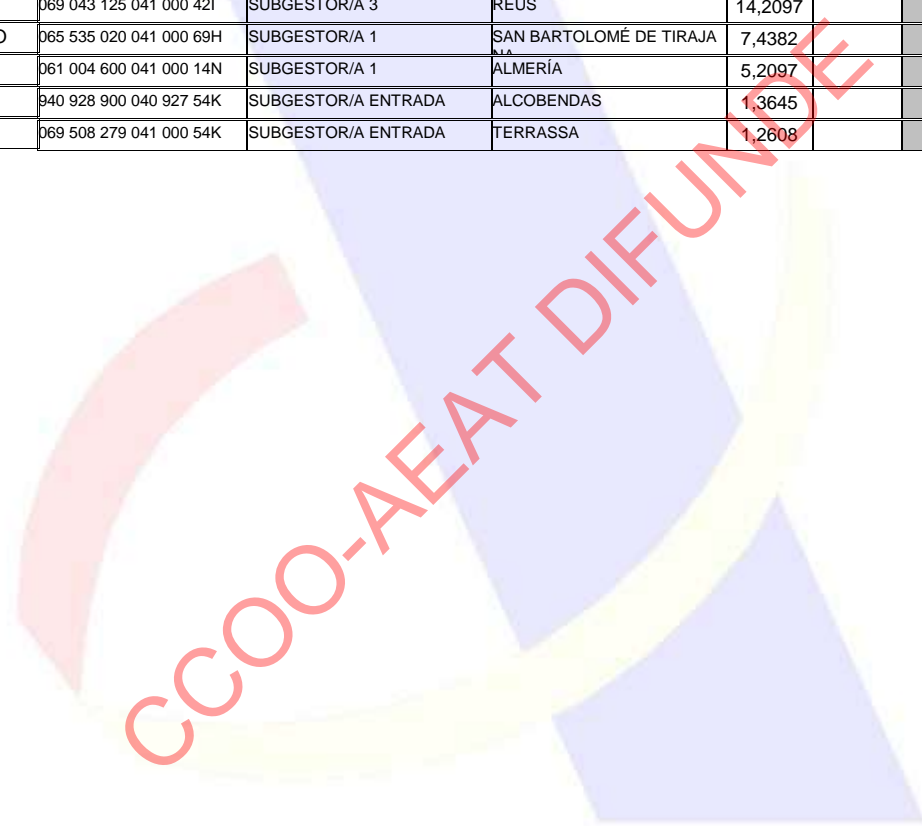 069 043 125 041 000 42I SUBGESTOR/A 3 REUS 14,2097
O 065 535 020 041 000 69H SUBGESTOR/A 1 SAN BARTOLOMÉ DE TIRAJA 7,4382
NA
061 004 600 041 000 14N SUBGESTOR/A 1 ALMERÍA 5,2097
940 928 900 040 927 54K SUBGESTOR/A ENTRADA ALCOBENDAS 1,3645
069 508 279 041 000 54K SUBGESTOR/A ENTRADA TERRASSA 1,2608
CCOO-AEAT DIFUNDE